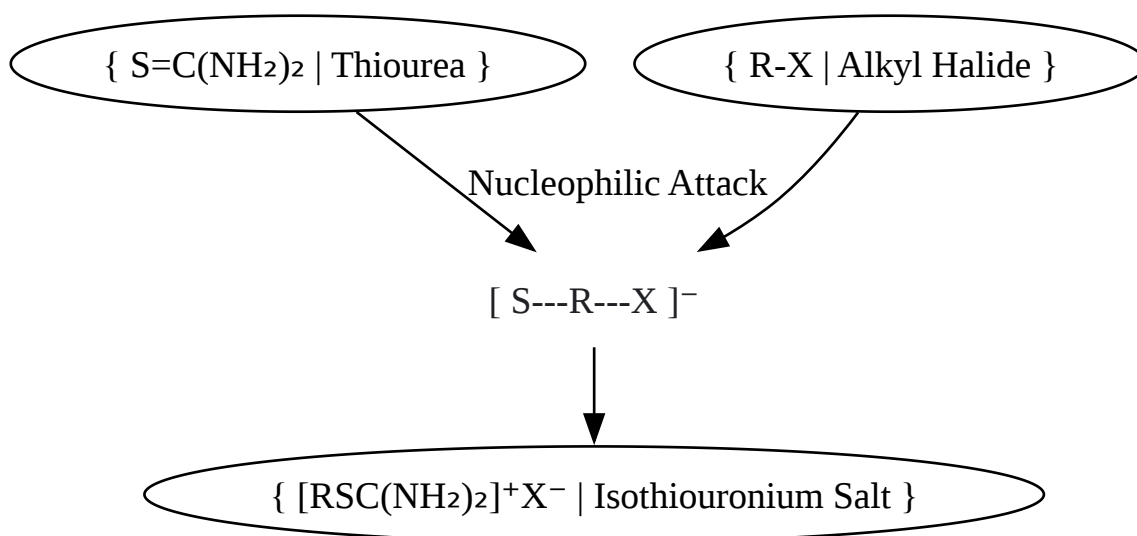 { S=C(NH₂)₂ | Thiourea }
{ R-X | Alkyl Halide }
Nucleophilic Attack
[ S---R---X ]⁻
{ [RSC(NH₂)₂]⁺X⁻ | Isothiouronium Salt }